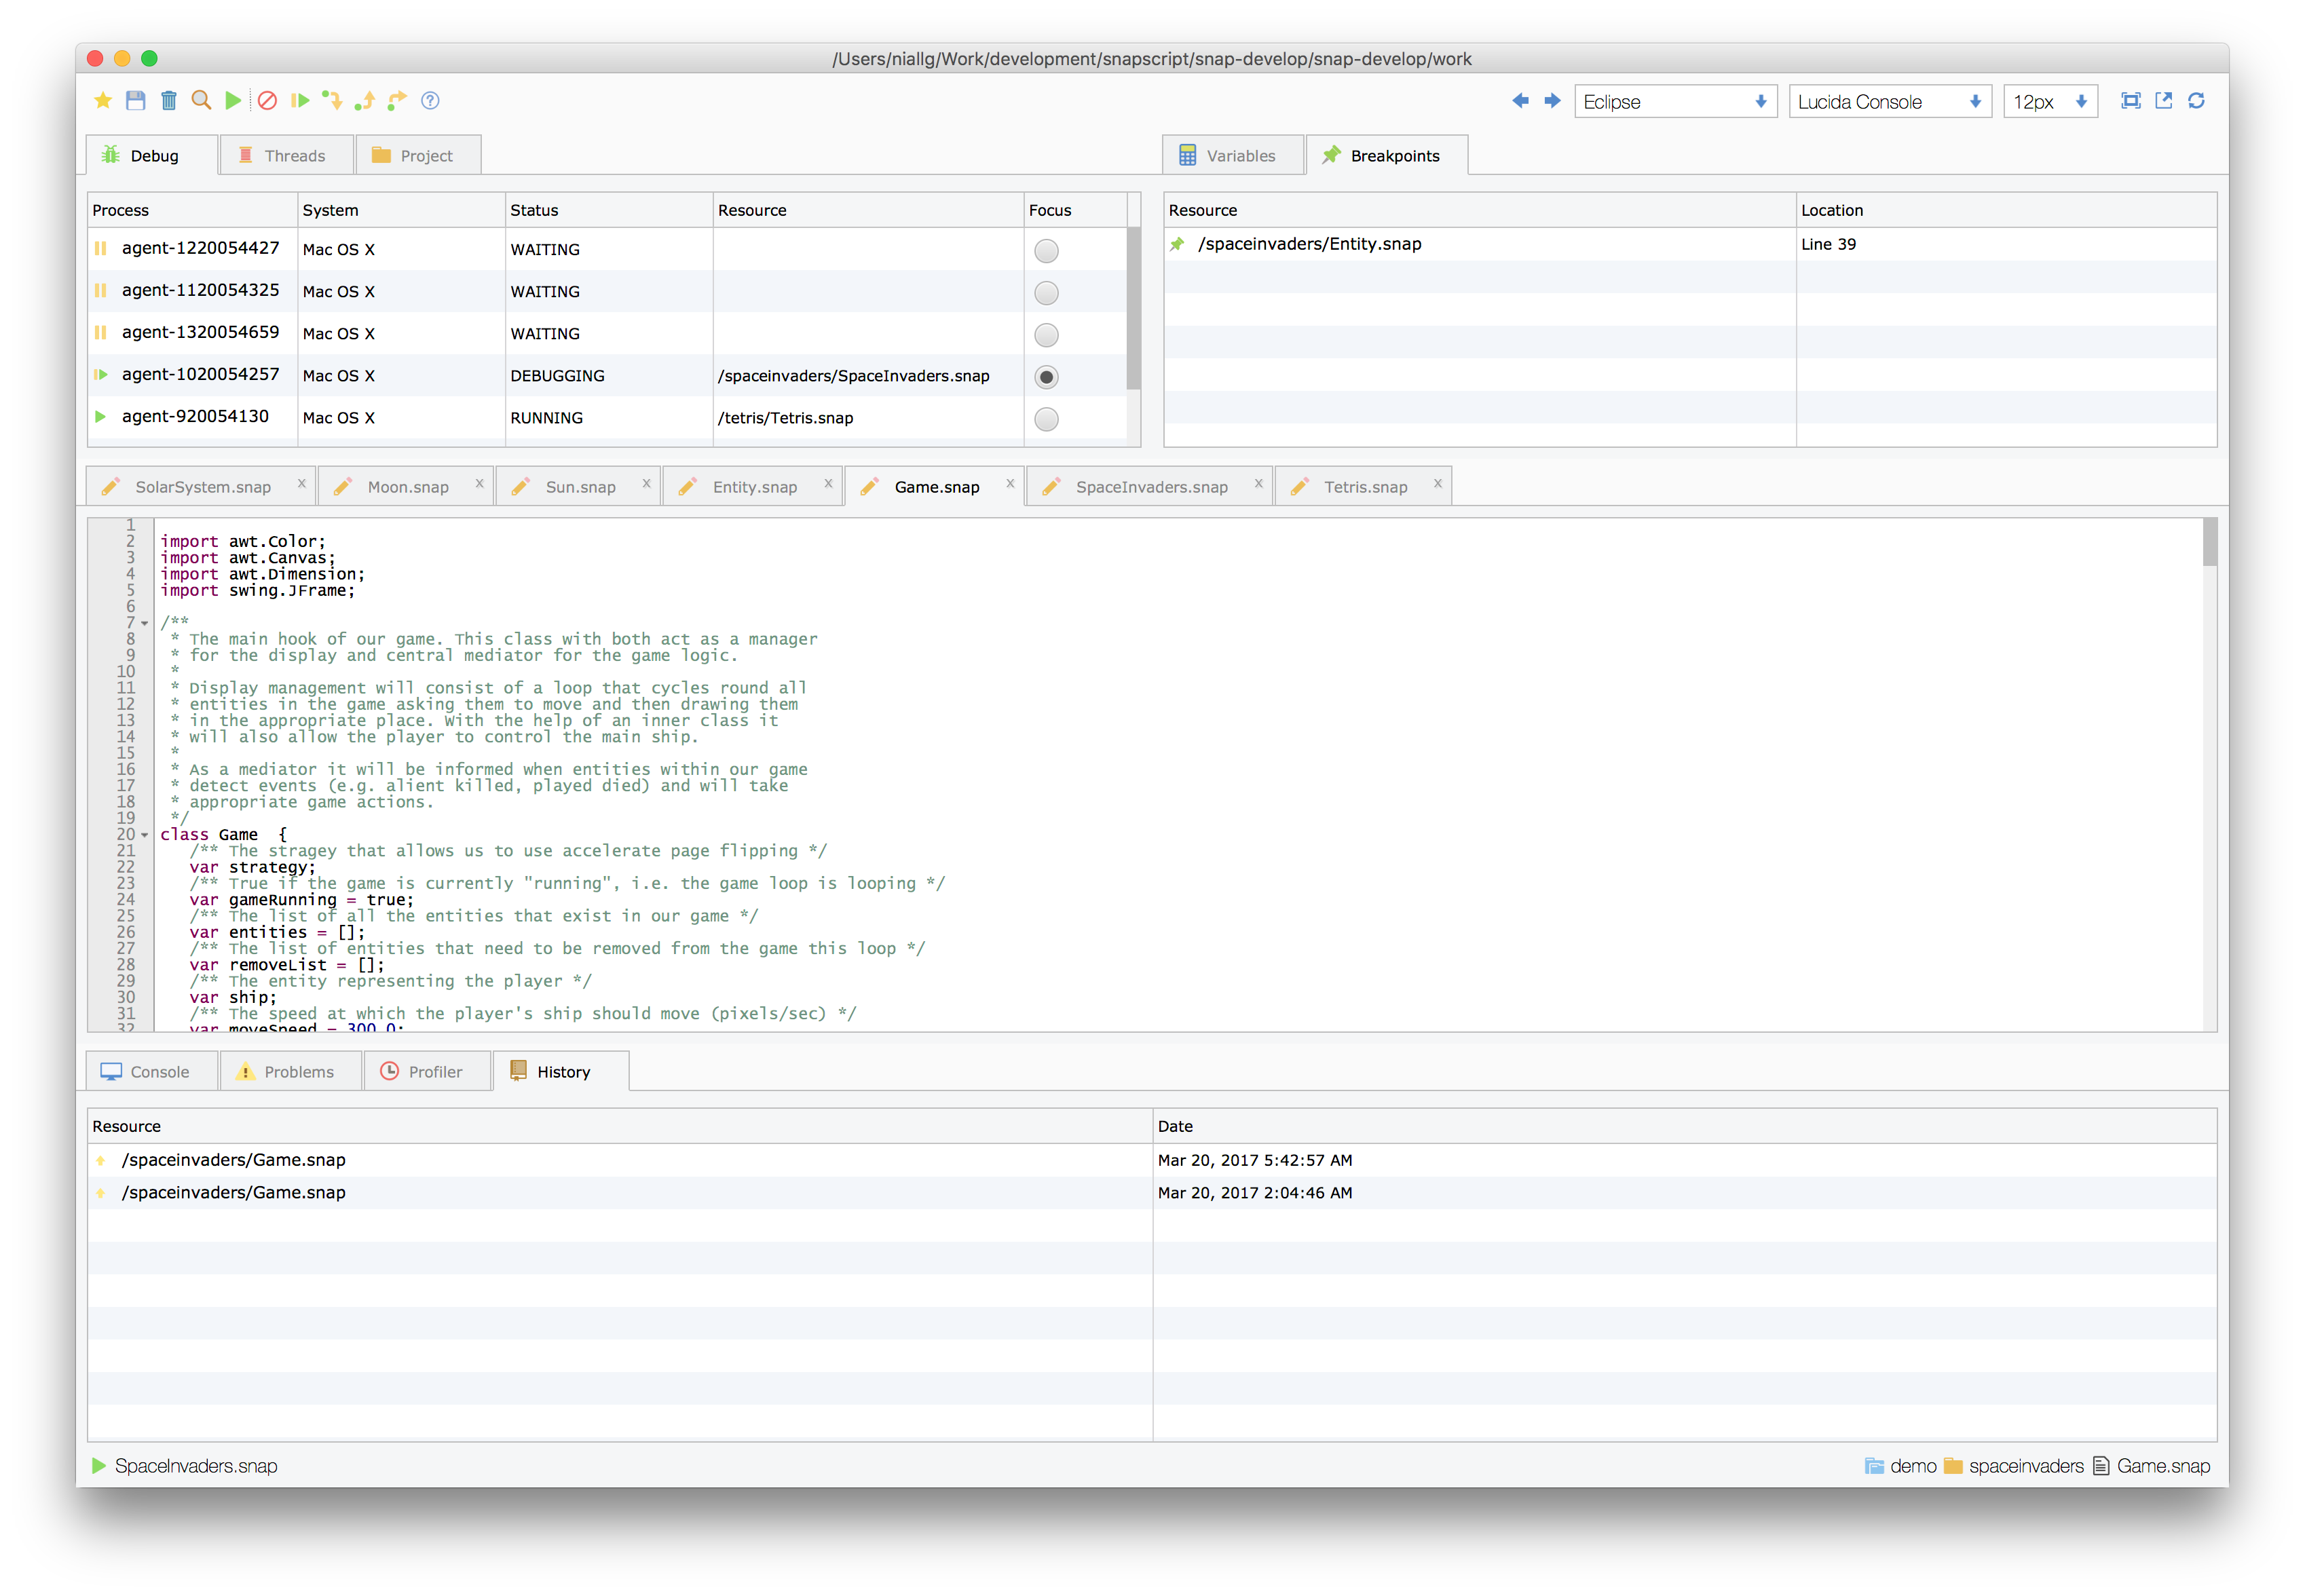 /Users/niallg/Work/development/snapscript/snap-develop/snap-develop/work
Eclipse Lucida Console 12px
Debug Threads Project Variables Breakpoints
Process System Status Resource Focus
agent-1220054427 Mac OS X WAITING
agent-1120054325 Mac OS X WAITING
agent-1320054659 Mac OS X WAITING
agent-1020054257 Mac OS X DEBUGGING /spaceinvaders/SpaceInvaders.snap
agent-920054130 Mac OS X RUNNING /tetris/Tetris.snap
Resource Location
/spaceinvaders/Entity.snap Line 39
SolarSystem.snap x Moon.snap x Sun.snap x Entity.snap x Game.snap x SpaceInvaders.snap x Tetris.snap x
1
2 import awt.Color;
3 import awt.Canvas;
4 import awt.Dimension;
5 import swing.JFrame;
6
7 /**
8 * The main hook of our game. This class with both act as a manager
9 * for the display and central mediator for the game logic.
10 *
11 * Display management will consist of a loop that cycles round all
12 * entities in the game asking them to move and then drawing them
13 * in the appropriate place. With the help of an inner class it
14 * will also allow the player to control the main ship.
15 *
16 * As a mediator it will be informed when entities within our game
17 * detect events (e.g. alient killed, played died) and will take
18 * appropriate game actions.
19 */
20 class Game {
21 /** The stragey that allows us to use accelerate page flipping */
22 var strategy;
23 /** True if the game is currently "running", i.e. the game loop is looping */
24 var gameRunning = true;
25 /** The list of all the entities that exist in our game */
26 var entities = [];
27 /** The list of entities that need to be removed from the game this loop */
28 var removeList = [];
29 /** The entity representing the player */
30 var ship;
31 /** The speed at which the player's ship should move (pixels/sec) */
32 var moveSpeed = 300.0;
Console Problems Profiler History
Resource Date
/spaceinvaders/Game.snap Mar 20, 2017 5:42:57 AM
/spaceinvaders/Game.snap Mar 20, 2017 2:04:46 AM
SpaceInvaders.snap demo spaceinvaders Game.snap